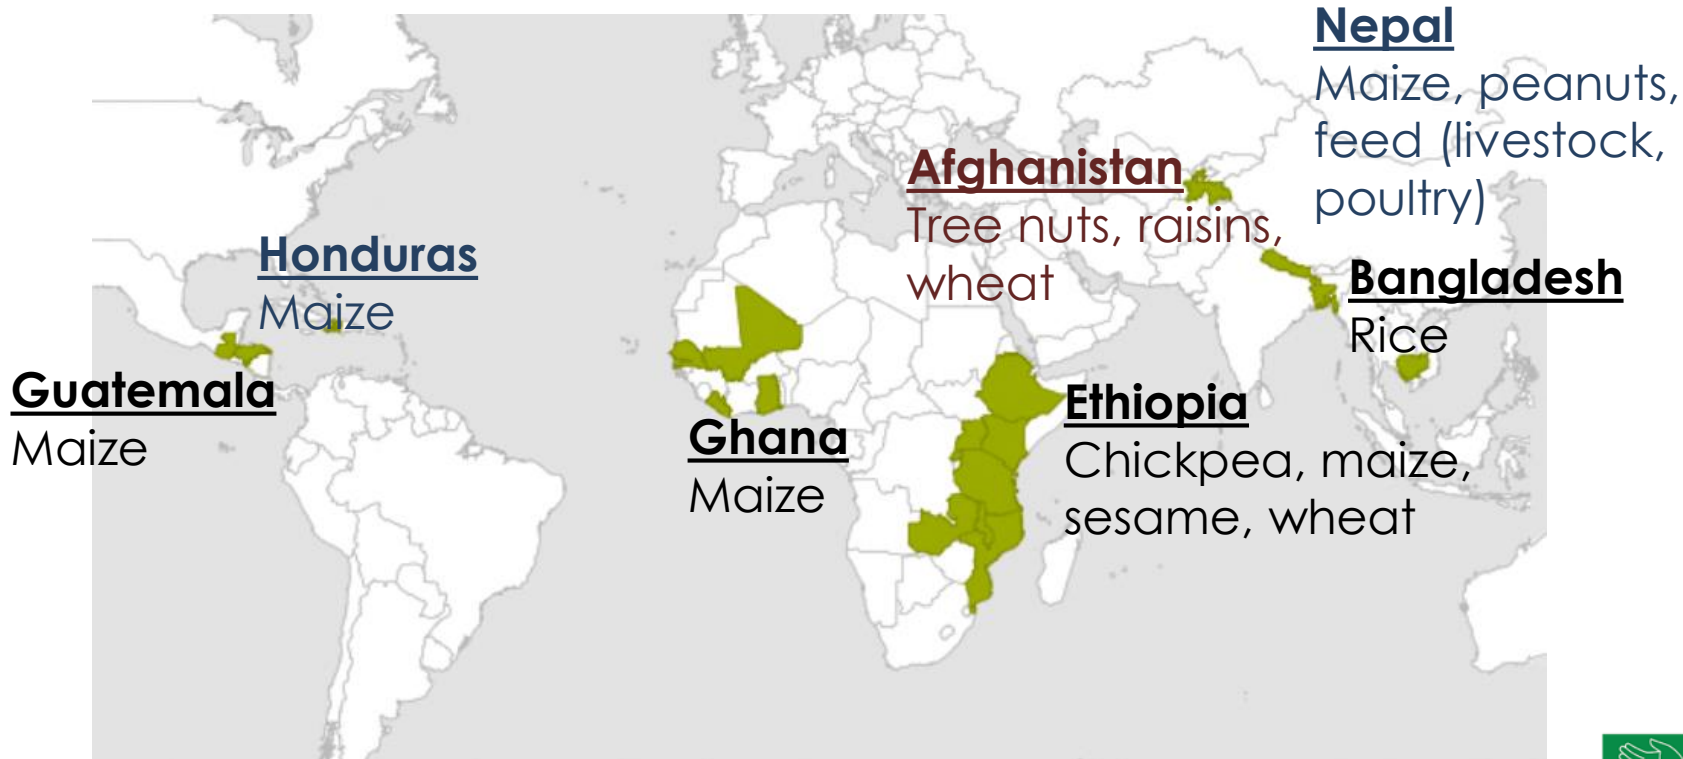 Nepal
Maize, peanuts,
feed (livestock,
poultry)
Afghanistan
Tree nuts, raisins,
wheat
Honduras
Maize
Bangladesh
Rice
Guatemala
Maize
Ghana
Maize
Ethiopia
Chickpea, maize,
sesame, wheat